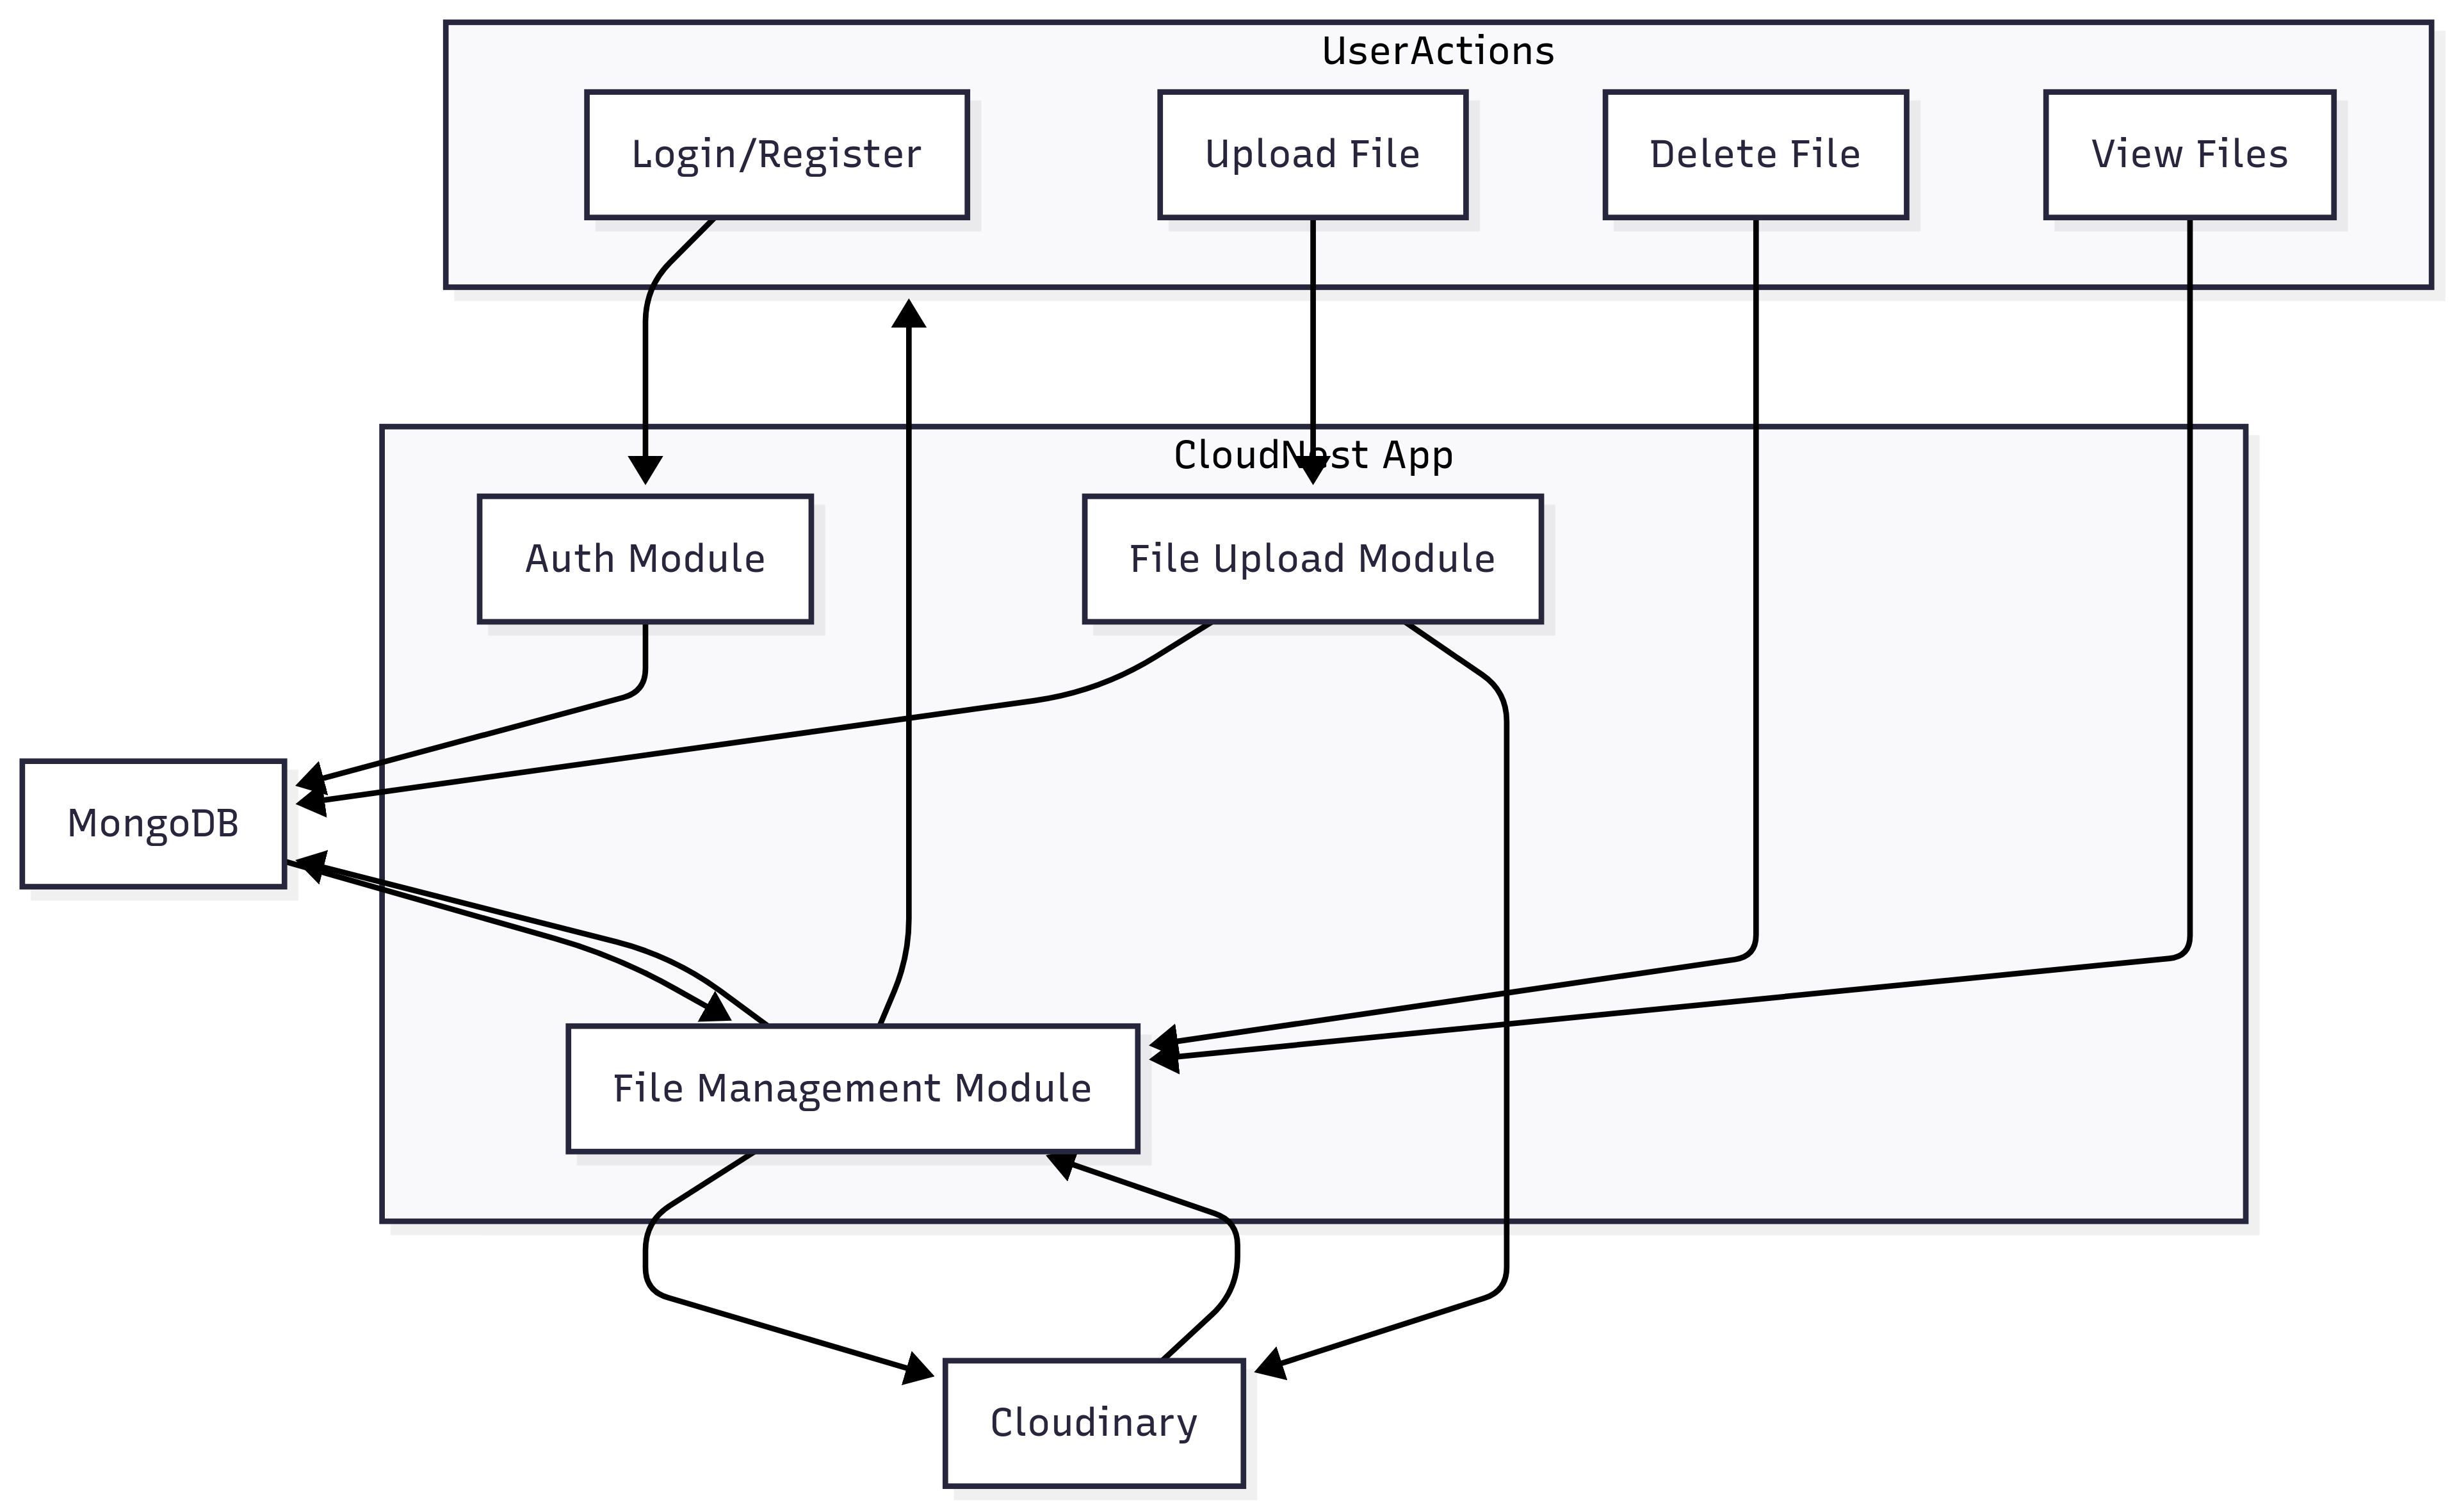 UserActions
Login/Register
Upload File
Delete File
View Files
CloudNest App
Auth Module
File Upload Module
MongoDB
File Management Module
Cloudinary